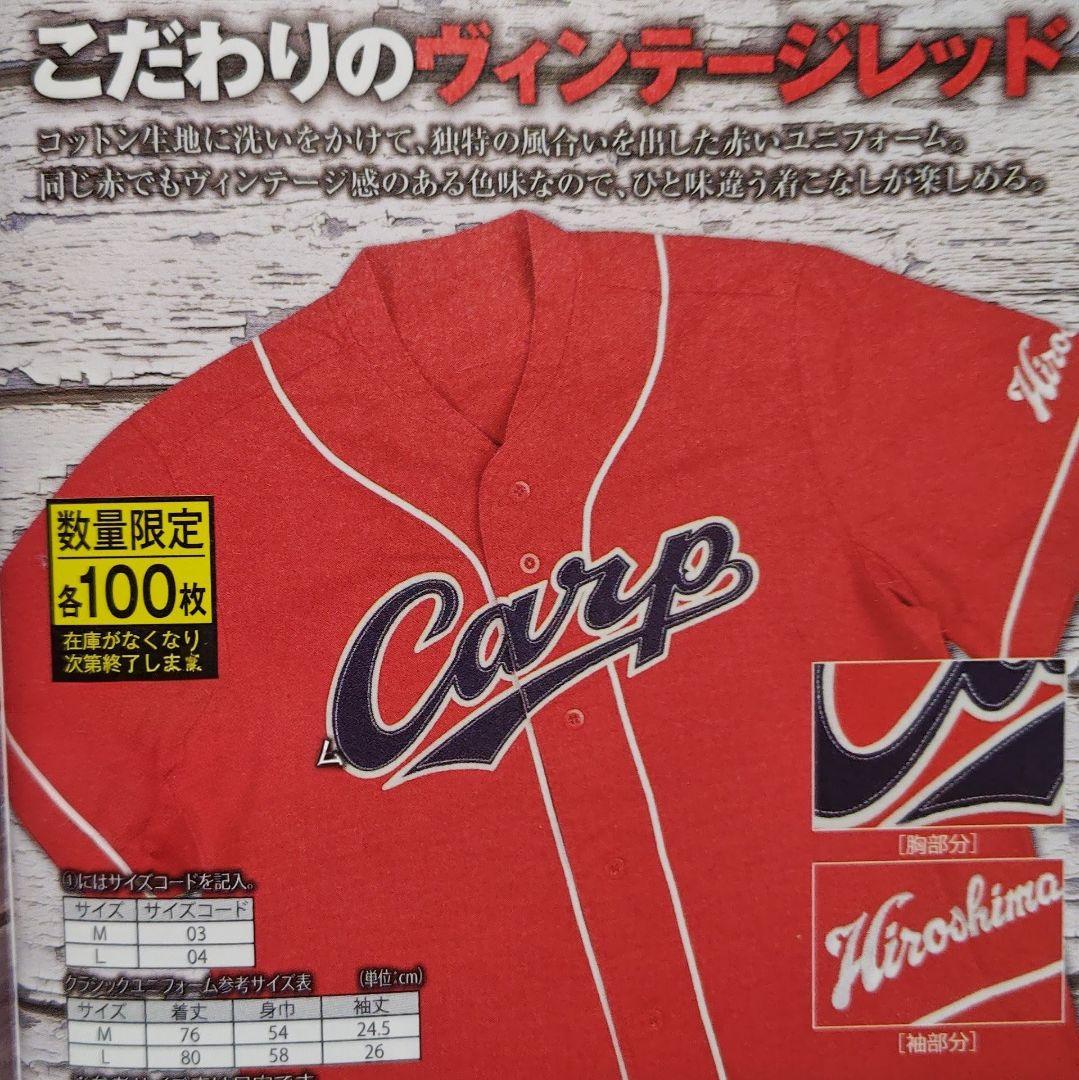 こだわりのヴィンテージレッド
コットン生地に洗いをかけて、独特の風合いを出した赤いユニフォーム。
同じ赤でもヴィンテージ感のある色味なので、ひと味違う着こなしが楽しめる。
Hiro
数量限定
各100枚
在庫がなくなり
次第終了します
Carp
ム
[胸部分]
Hiroshima
[袖部分]
①にはサイズコードを記入。
サイズ サイズコード
M 03
L 04
クラシックユニフォーム参考サイズ表 (単位:cm)
サイズ 着丈 身巾 袖丈
M 76 54 24.5
L 80 58 26